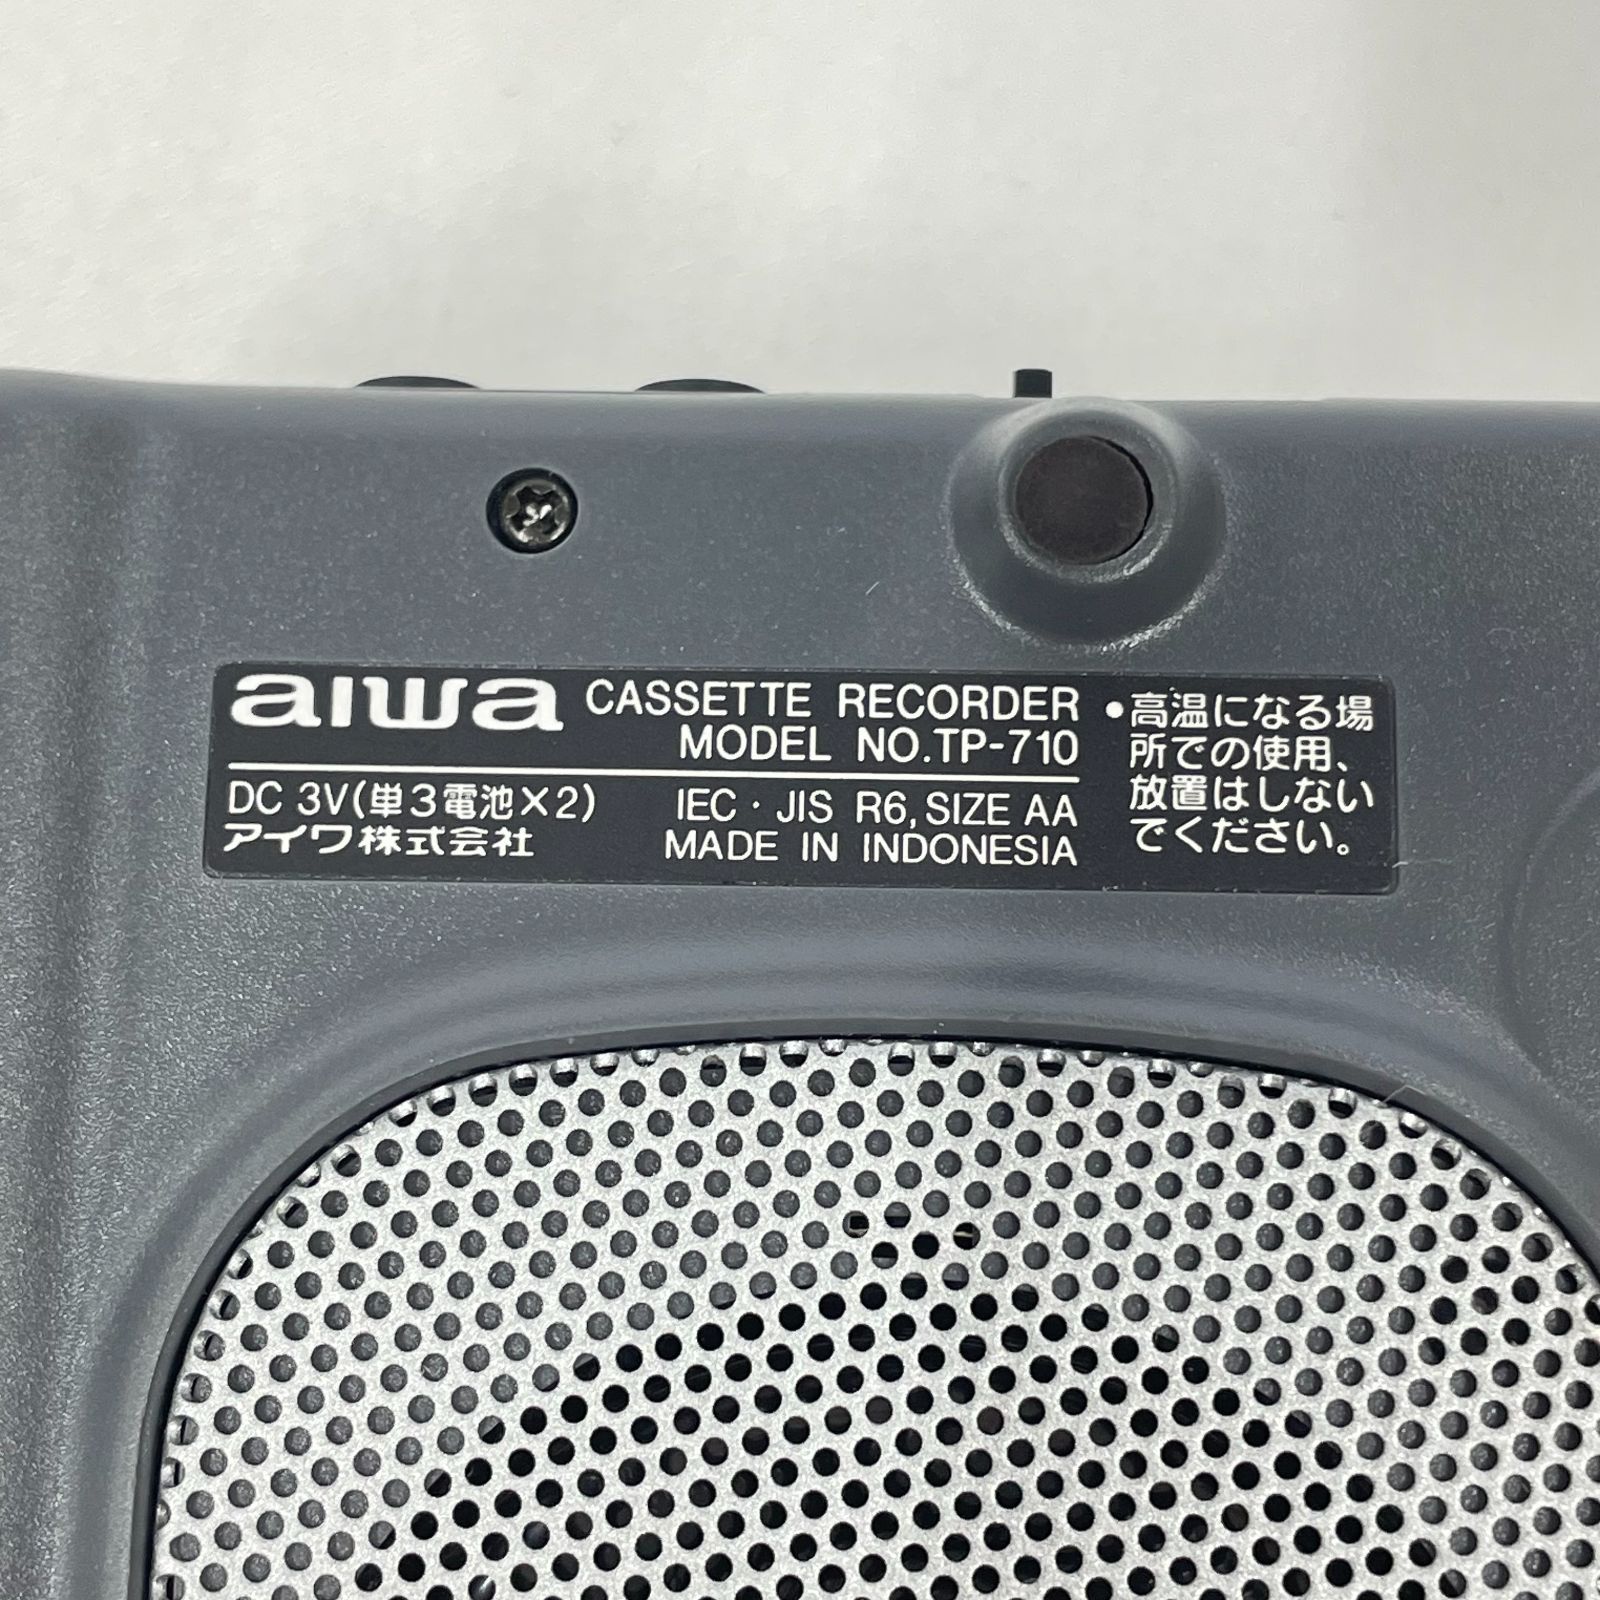 aiwa CASSETTE RECORDER
MODEL NO.TP-710
DC 3V(単3電池×2) IEC・JIS R6,SIZE AA
アイワ株式会社 MADE IN INDONESIA
●高温になる場
所での使用、
放置はしない
でください。